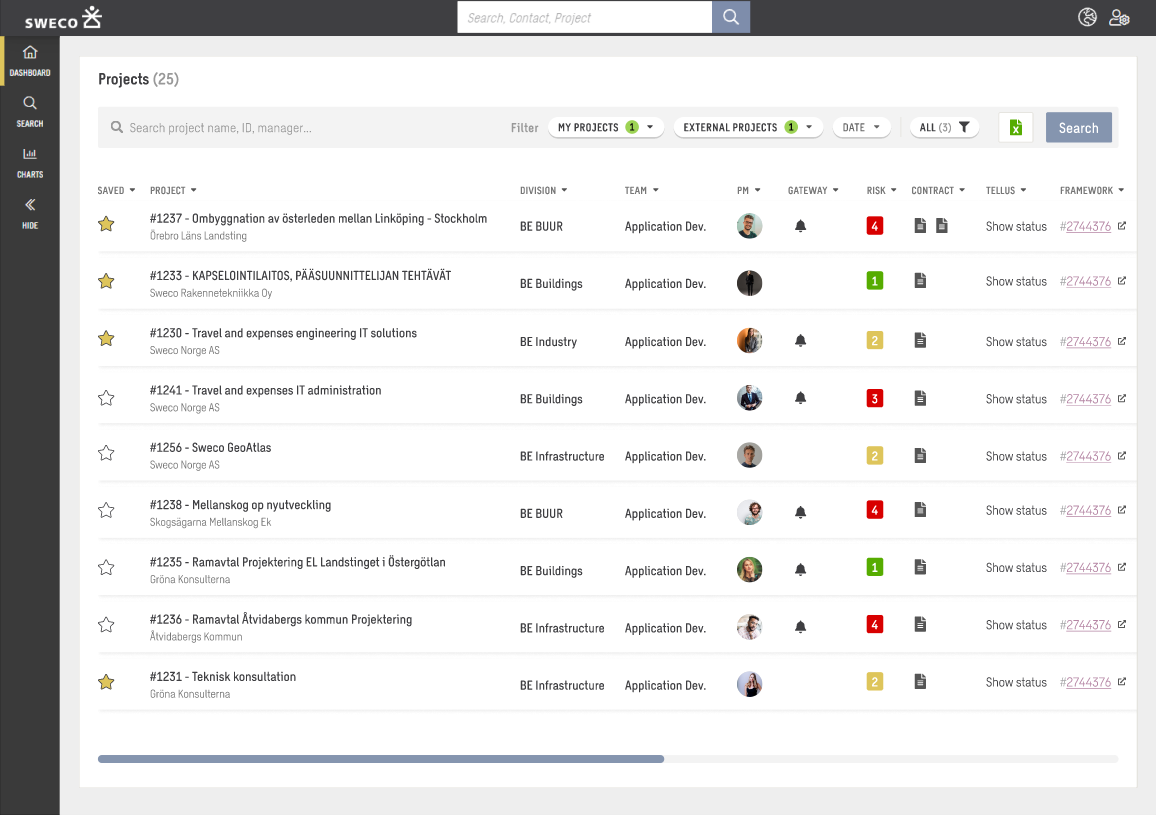 SWECO
Search, Contact, Project
DASHBOARD
SEARCH
CHARTS
HIDE
Projects (25)
Search project name, ID, manager...
Filter
MY PROJECTS 1
EXTERNAL PROJECTS 1
DATE
ALL (3)
X
Search
SAVED PROJECT DIVISION TEAM PM GATEWAY RISK CONTRACT TELLUS FRAMEWORK
#1237 - Ombyggnation av österleden mellan Linköping - Stockholm
Örebro Läns Landsting
BE BUUR Application Dev. 4 Show status #2744376
#1233 - KAPSELOINTILAITOS, PÄÄSUUNNITTELIJAN TEHTÄVÄT
Sweco Rakennetekniikka Oy
BE Buildings Application Dev. 1 Show status #2744376
#1230 - Travel and expenses engineering IT solutions
Sweco Norge AS
BE Industry Application Dev. 2 Show status #2744376
#1241 - Travel and expenses IT administration
Sweco Norge AS
BE Buildings Application Dev. 3 Show status #2744376
#1256 - Sweco GeoAtlas
Sweco Norge AS
BE Infrastructure Application Dev. 2 Show status #2744376
#1238 - Mellanskog op nyutveckling
Skogsägarna Mellanskog Ek
BE BUUR Application Dev. 4 Show status #2744376
#1235 - Ramavtal Projektering EL Landstinget i Östergötlan
Gröna Konsulterna
BE Buildings Application Dev. 1 Show status #2744376
#1236 - Ramavtal Åtvidabergs kommun Projektering
Åtvidabergs Kommun
BE Infrastructure Application Dev. 4 Show status #2744376
#1231 - Teknisk konsultation
Gröna Konsulterna
BE Infrastructure Application Dev. 2 Show status #2744376